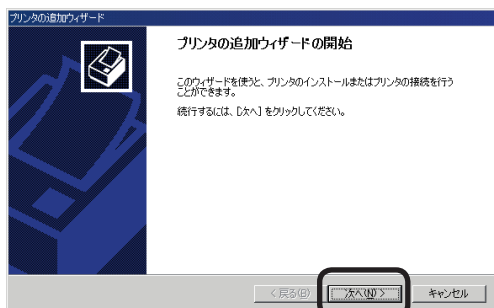 プリンタの追加ウィザード
プリンタの追加ウィザードの開始
このウィザードを使うと、プリンタのインストールまたはプリンタの接続を行う
ことができます。
続行するには、[次へ] をクリックしてください。
< 戻る(B)
次へ(N) >
キャンセル